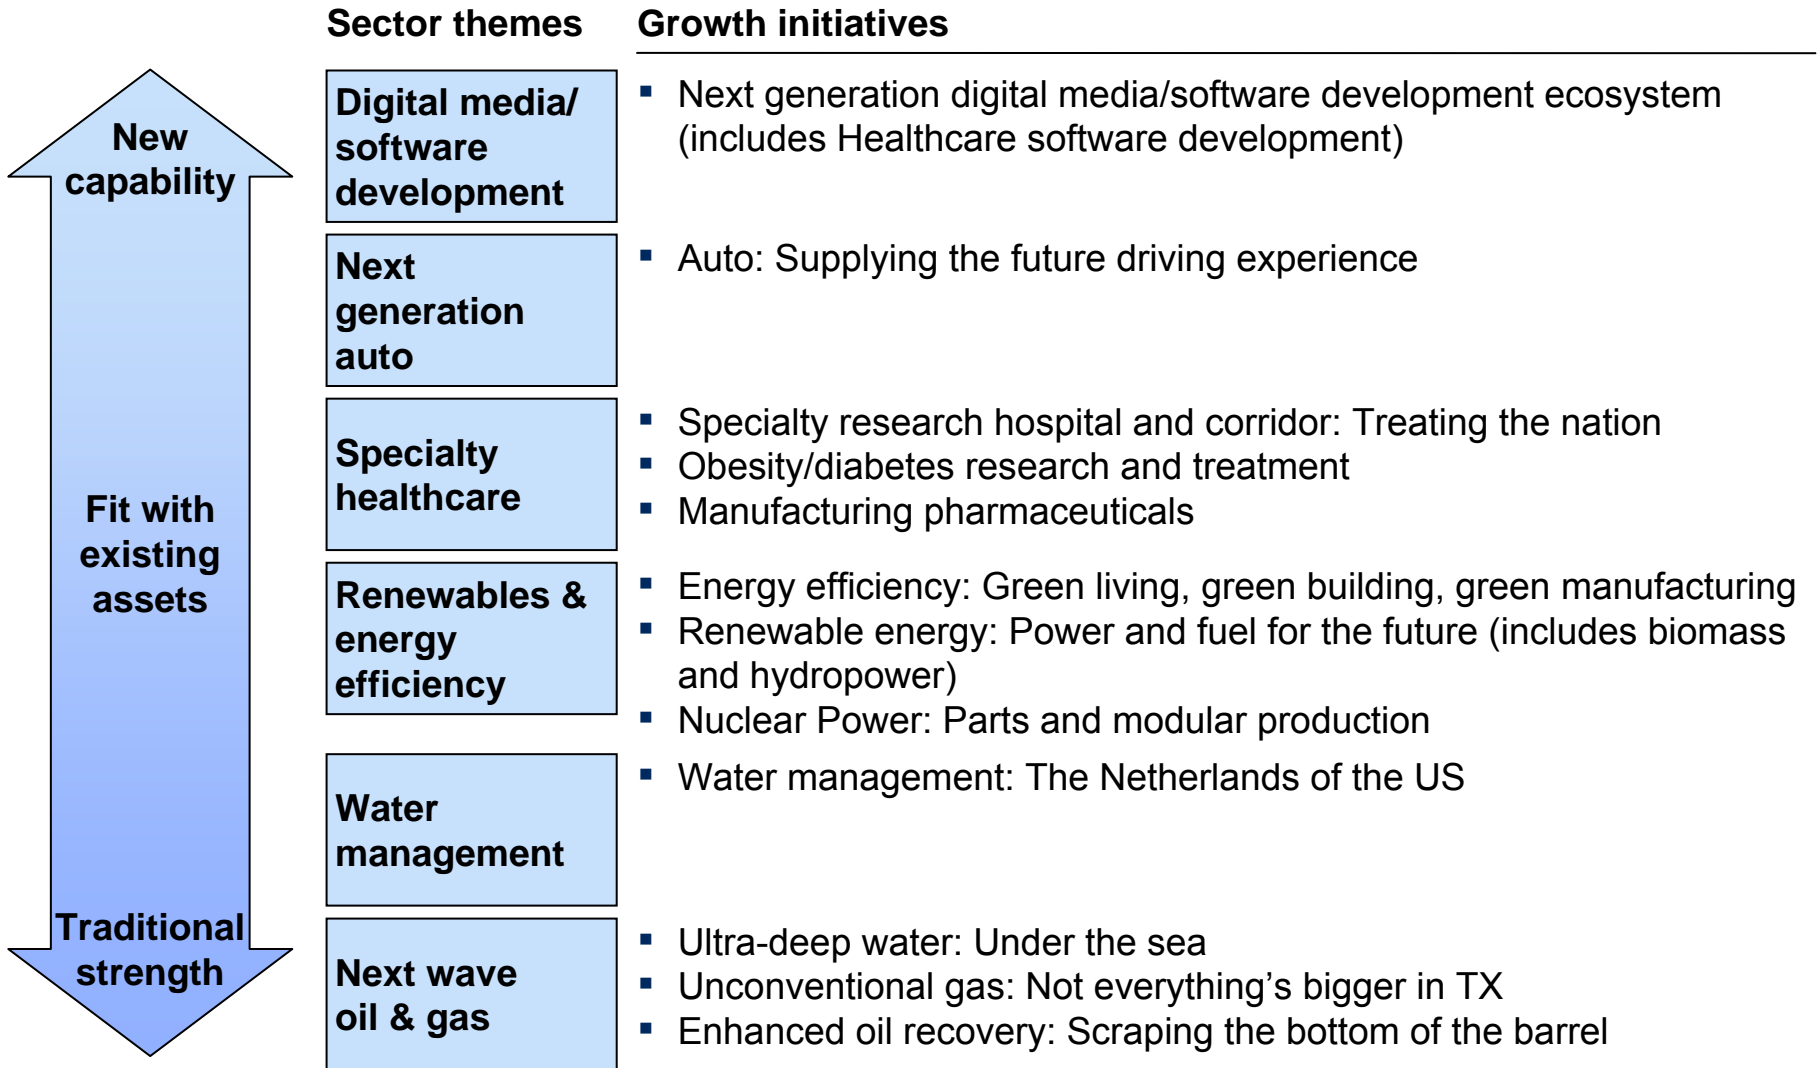 Sector themes
Growth initiatives
New
capability
Fit with
existing
assets
Traditional
strength
Digital media/
software
development
▪ Next generation digital media/software development ecosystem
(includes Healthcare software development)
Next
generation
auto
▪ Auto: Supplying the future driving experience
Specialty
healthcare
▪ Specialty research hospital and corridor: Treating the nation
▪ Obesity/diabetes research and treatment
▪ Manufacturing pharmaceuticals
Renewables &
energy
efficiency
▪ Energy efficiency: Green living, green building, green manufacturing
▪ Renewable energy: Power and fuel for the future (includes biomass
and hydropower)
▪ Nuclear Power: Parts and modular production
Water
management
▪ Water management: The Netherlands of the US
Next wave
oil & gas
▪ Ultra-deep water: Under the sea
▪ Unconventional gas: Not everything’s bigger in TX
▪ Enhanced oil recovery: Scraping the bottom of the barrel